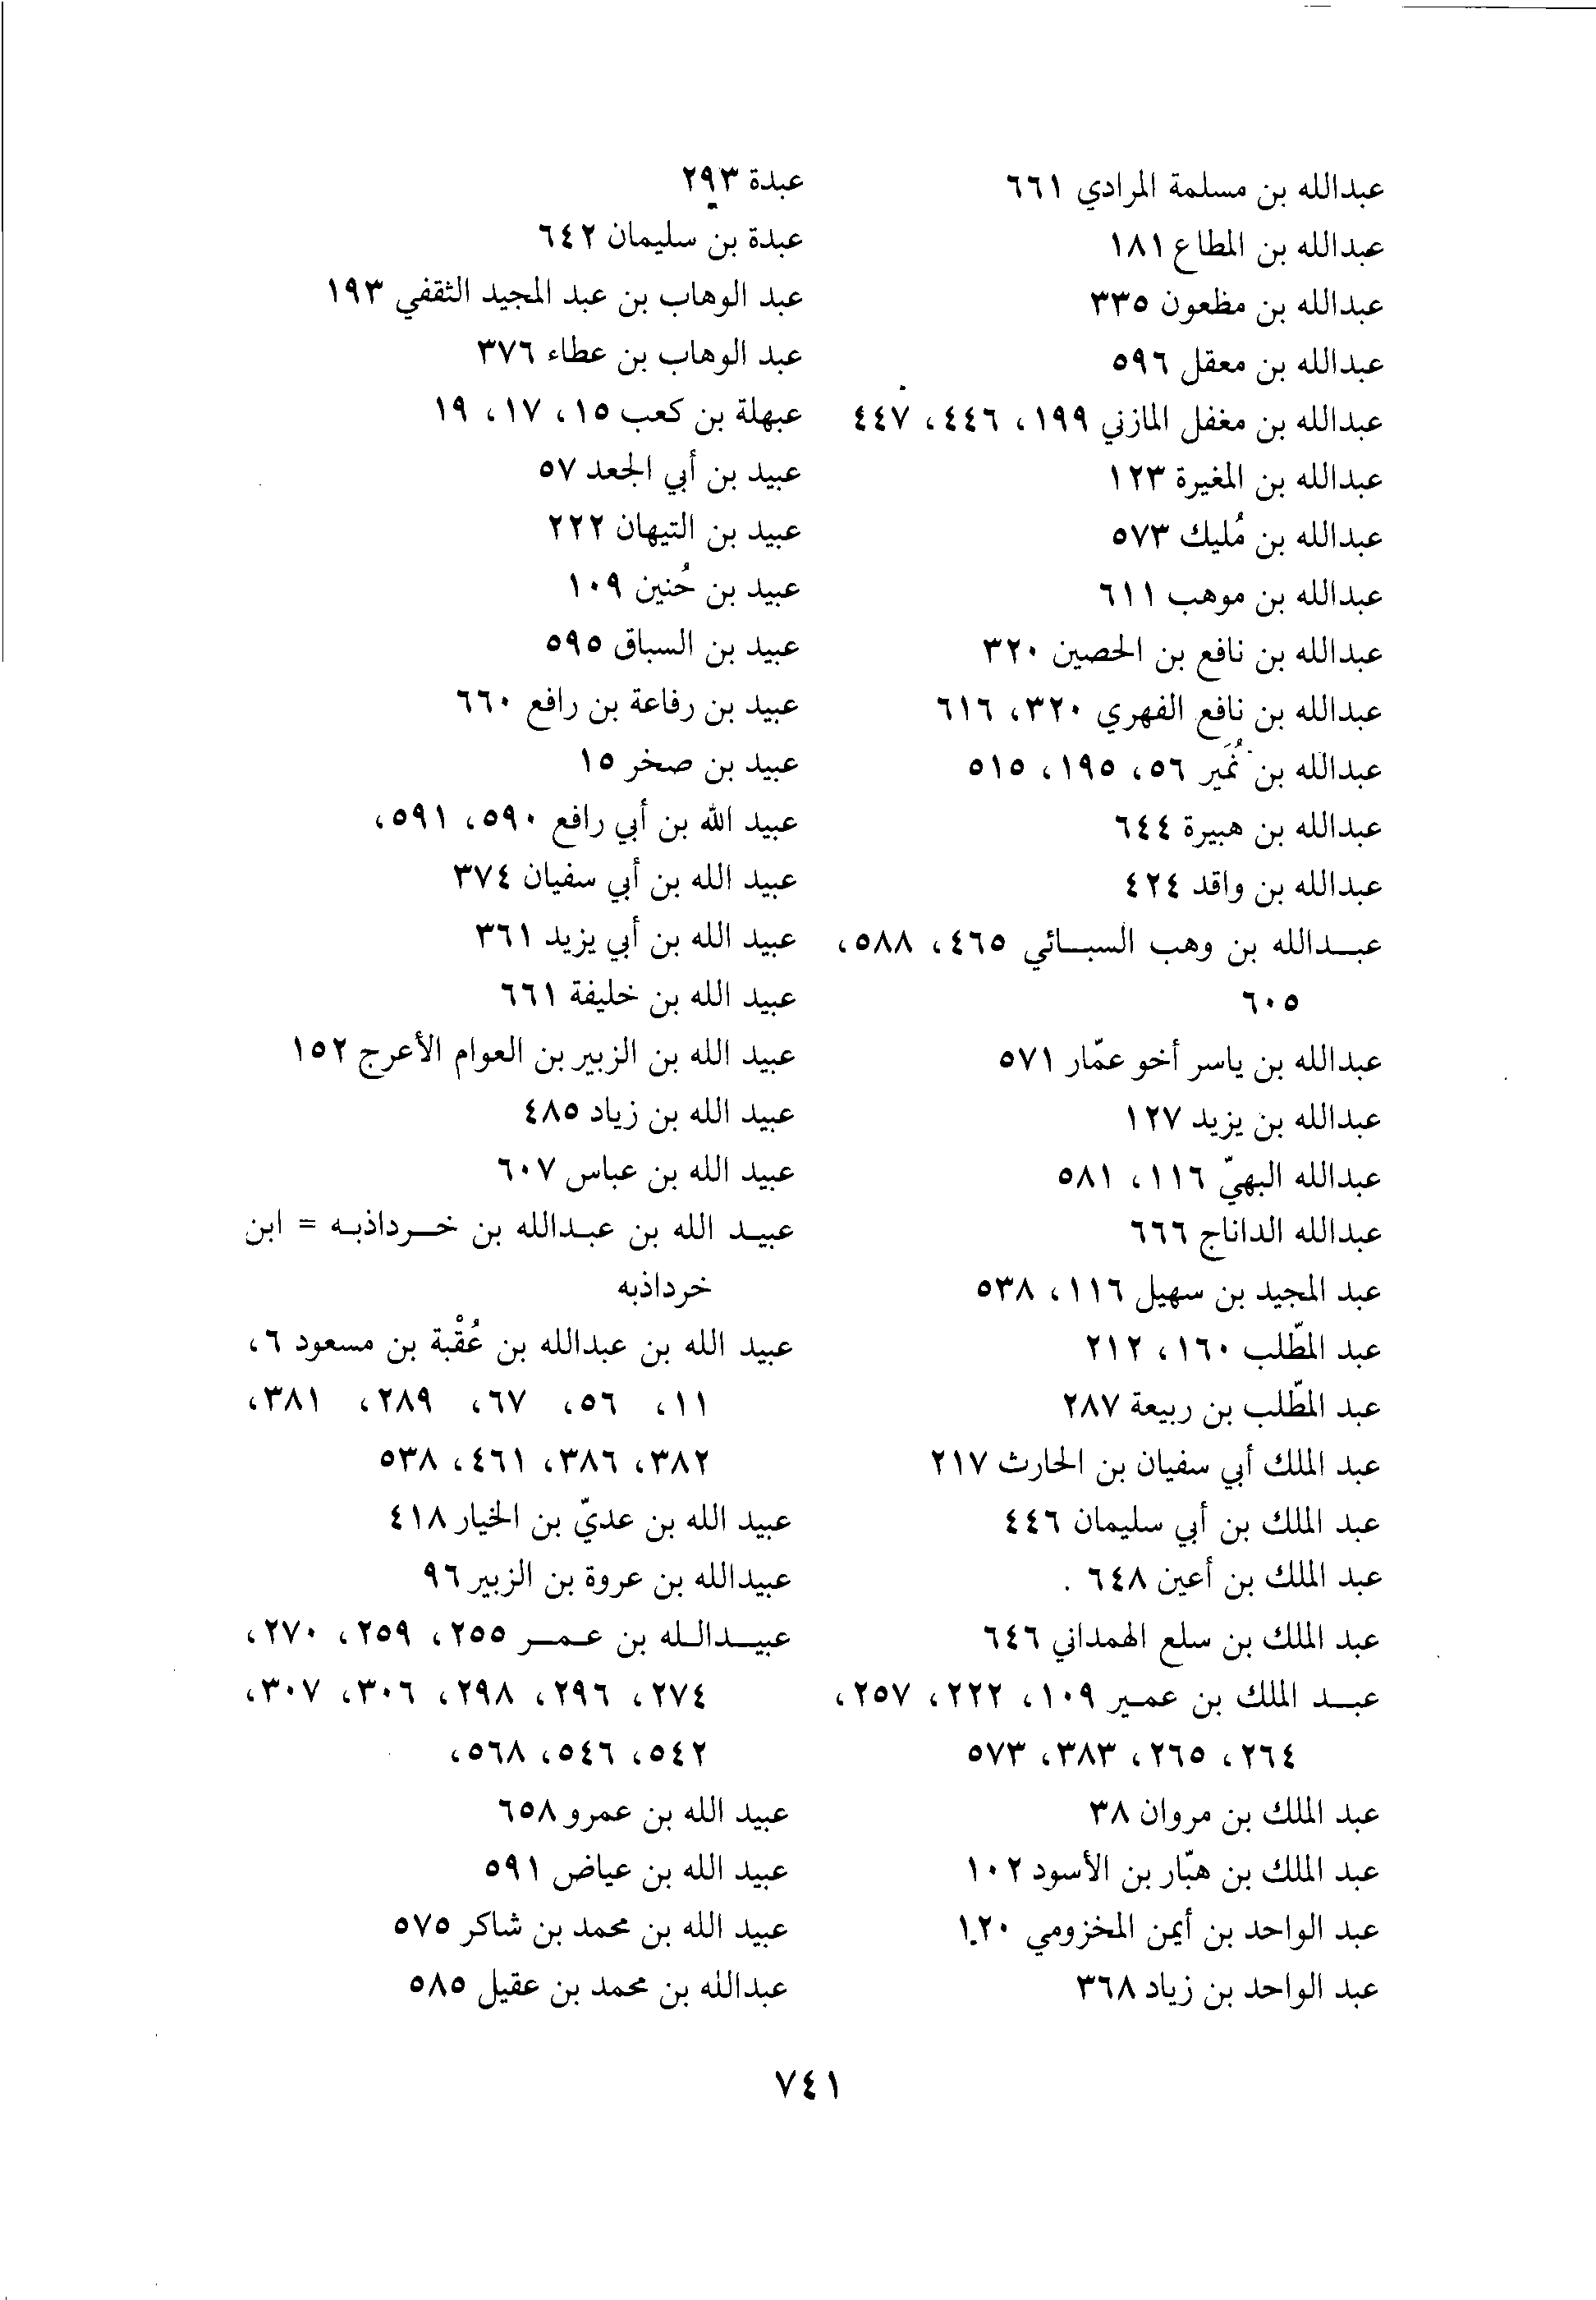 عبدالله بن مسلمة المرادي ٦٦١
عبدالله بن المطاع ١٨١
عبدالله بن مظعون ٣٣٥
عبدالله بن معقل ٥٩٦
عبدالله بن مغفل المازني ١٩٩، ٤٤٦، ٤٤٧
عبدالله بن المغيرة ١٢٣
عبدالله بن مُليك ٥٧٣
عبدالله بن موهب ٦١١
عبدالله بن نافع بن الحصين ٣٢٠
عبدالله بن نافع الفهري ٣٢٠، ٦١٦
عبدالله بن نُمَير ٥٦، ١٩٥، ٥١٥
عبدالله بن هبيرة ٦٤٤
عبدالله بن واقد ٤٢٤
عبـدالله بن وهب السبـائي ٤٦٥، ٥٨٨،
٦٠٥
عبدالله بن ياسر أخو عمّار ٥٧١
عبدالله بن يزيد ١٢٧
عبدالله البهيّ ١١٦، ٥٨١
عبدالله الداناج ٦٦٦
عبد المجيد بن سهيل ١١٦، ٥٣٨
عبد المطّلب ١٦٠، ٢١٢
عبد المطّلب بن ربيعة ٢٨٧
عبد الملك أبي سفيان بن الحارث ٢١٧
عبد الملك بن أبي سليمان ٤٤٦
عبد الملك بن أعين ٦٤٨ .
عبد الملك بن سلع الهمداني ٦٤٦
عبـد الملك بن عمـير ١٠٩، ٢٢٢، ٢٥٧،
٢٦٤، ٢٦٥، ٣٨٣، ٥٧٣
عبد الملك بن مروان ٣٨
عبد الملك بن هبّار بن الأسود ١٠٢
عبد الواحد بن أيمن المخزومي ١٢٠
عبد الواحد بن زياد ٣٦٨
عبدة ٢٩٣
عبدة بن سليمان ٦٤٢
عبد الوهاب بن عبد المجيد الثقفي ١٩٣
عبد الوهاب بن عطاء ٣٧٦
عبهلة بن كعب ١٥، ١٧، ١٩
عبيد بن أبي الجعد ٥٧
عبيد بن التيهان ٢٢٢
عبيد بن حُنين ١٠٩
عبيد بن السباق ٥٩٥
عبيد بن رفاعة بن رافع ٦٦٠
عبيد بن صخر ١٥
عبيد الله بن أبي رافع ٥٩٠، ٥٩١،
عبيد الله بن أبي سفيان ٣٧٤
عبيد الله بن أبي يزيد ٣٦١
عبيد الله بن خليفة ٦٦١
عبيد الله بن الزبير بن العوام الأعرج ١٥٢
عبيد الله بن زياد ٤٨٥
عبيد الله بن عباس ٦٠٧
عبيـد الله بن عبـدالله بن خـرداذبـه = ابن
خرداذبه
عبيد الله بن عبدالله بن عُقْبة بن مسعود ٦،
١١، ٥٦، ٦٧، ٢٨٩، ٣٨١،
٣٨٢، ٣٨٦، ٤٦١، ٥٣٨
عبيد الله بن عديّ بن الخيار ٤١٨
عبيدالله بن عروة بن الزبير ٩٦
عبيـدالـله بن عـمـر ٢٥٥، ٢٥٩، ٢٧٠،
٢٧٤، ٢٩٦، ٢٩٨، ٣٠٦، ٣٠٧،
٥٤٢، ٥٤٦، ٥٦٨،
عبيد الله بن عمرو ٦٥٨
عبيد الله بن عياض ٥٩١
عبيد الله بن محمد بن شاكر ٥٧٥
عبدالله بن محمد بن عقيل ٥٨٥
٧٤١